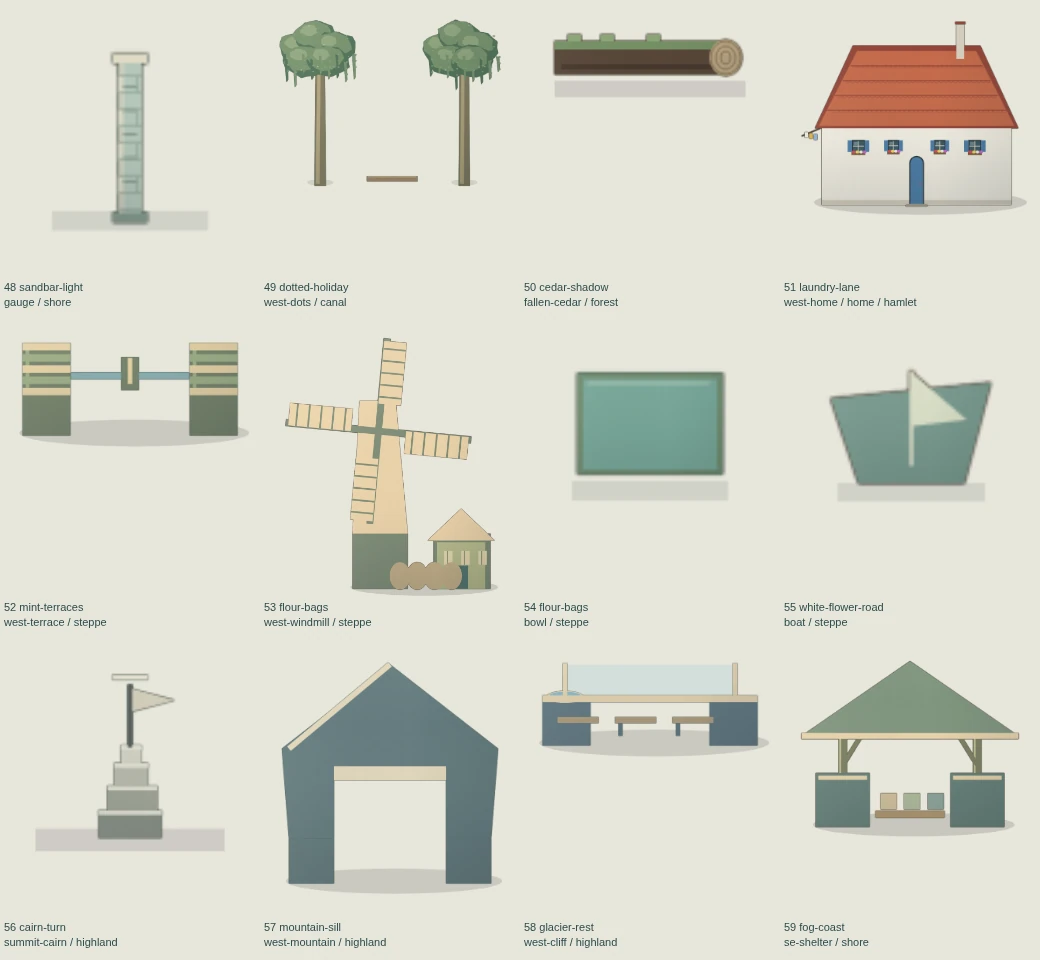 48 sandbar-light
gauge / shore
49 dotted-holiday
west-dots / canal
50 cedar-shadow
fallen-cedar / forest
51 laundry-lane
west-home / home / hamlet
52 mint-terraces
west-terrace / steppe
53 flour-bags
west-windmill / steppe
54 flour-bags
bowl / steppe
55 white-flower-road
boat / steppe
56 cairn-turn
summit-cairn / highland
57 mountain-sill
west-mountain / highland
58 glacier-rest
west-cliff / highland
59 fog-coast
se-shelter / shore